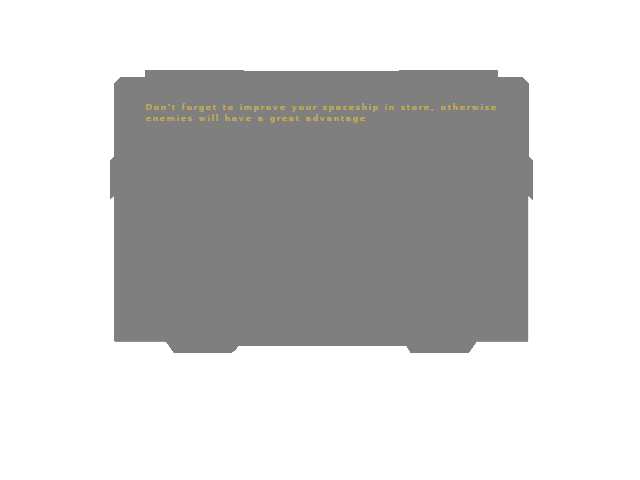 Don't forget to improve your spaceship in store, otherwise
enemies will have a great advantage